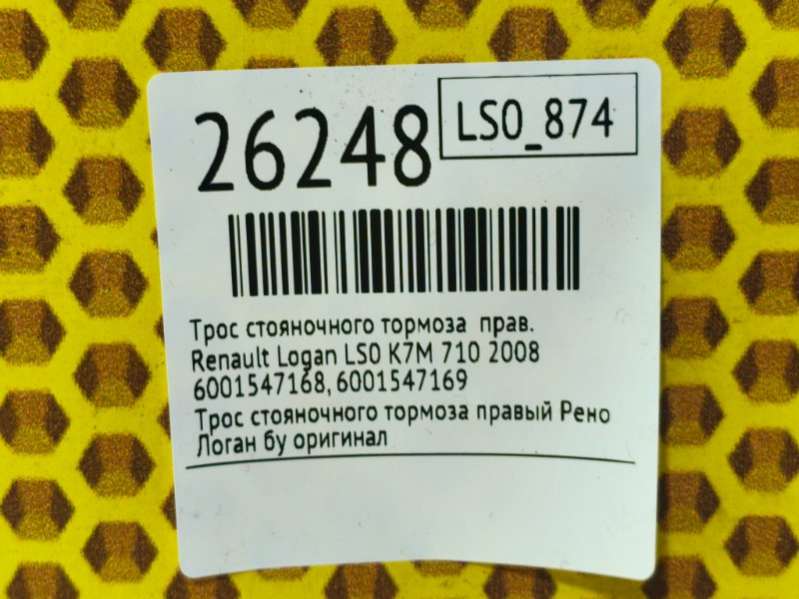 26248
LS0_874
Трос стояночного тормоза прав.
Renault Logan LS0 K7M 710 2008
6001547168, 6001547169
Трос стояночного тормоза правый Рено
Логан бу оригинал